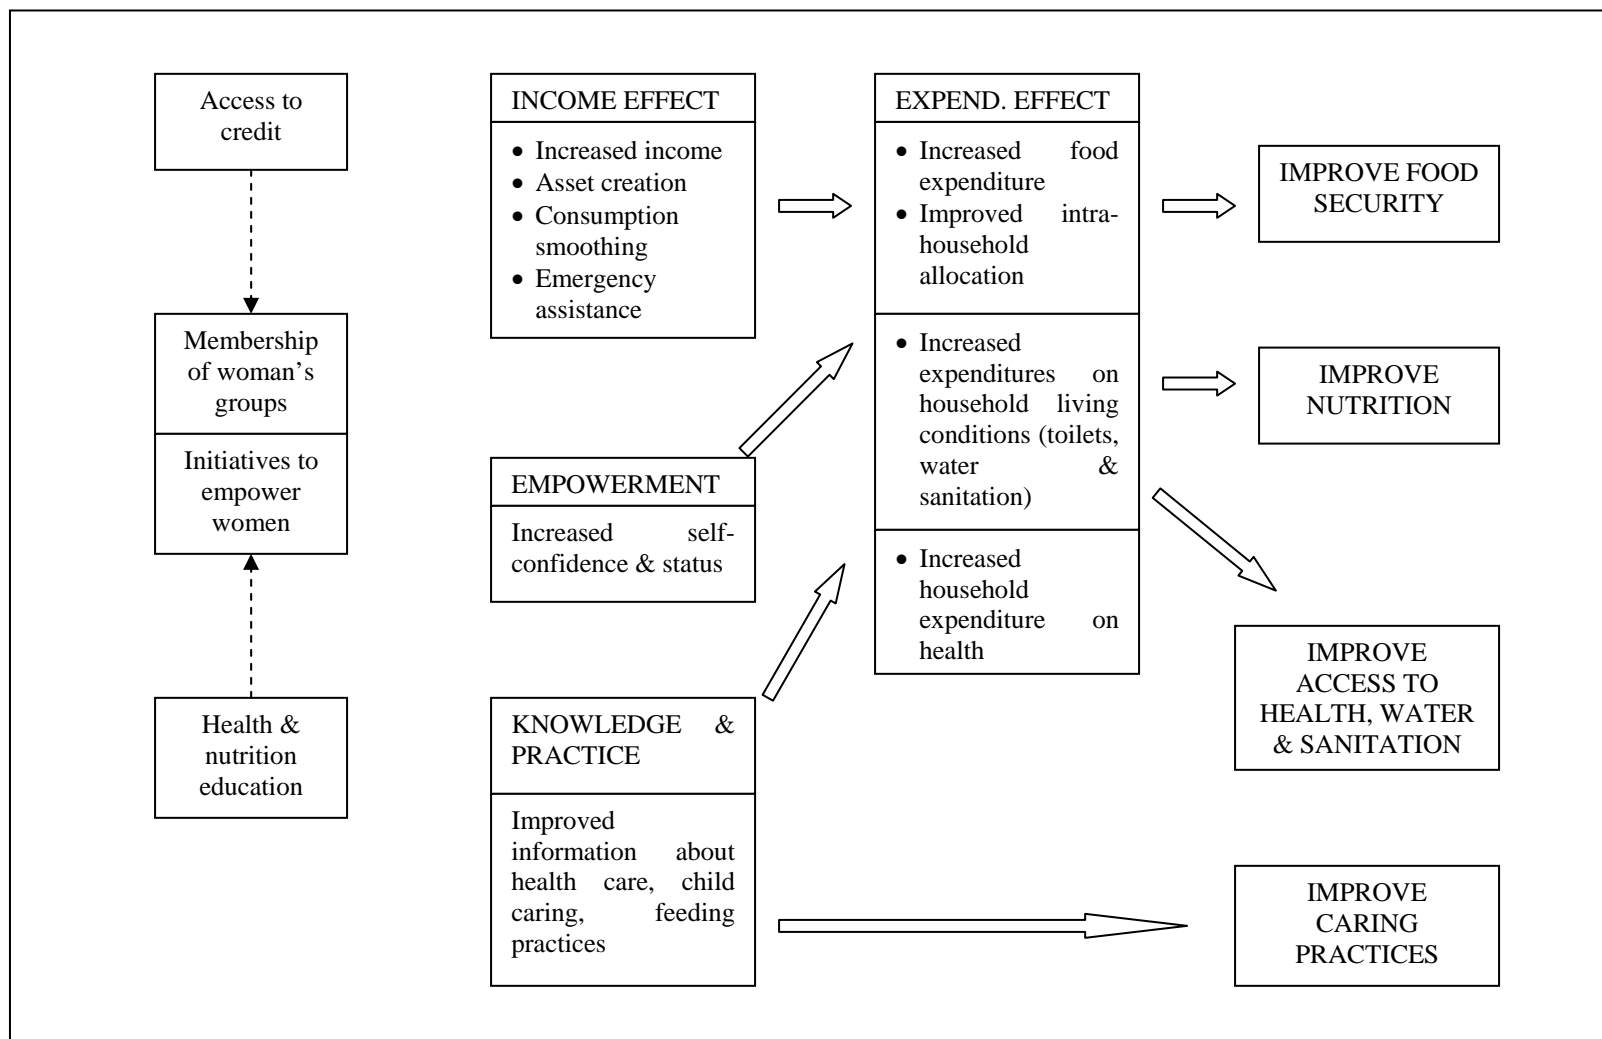 Access to
credit
Membership
of woman’s
groups
Initiatives to
empower
women
Health &
nutrition
education
INCOME EFFECT
• Increased income
• Asset creation
• Consumption
smoothing
• Emergency
assistance
EMPOWERMENT
Increased self-
confidence & status
KNOWLEDGE &
PRACTICE
Improved
information about
health care, child
caring, feeding
practices
EXPEND. EFFECT
• Increased food
expenditure
• Improved intra-
household
allocation
• Increased
expenditures on
household living
conditions (toilets,
water &
sanitation)
• Increased
household
expenditure on
health
IMPROVE FOOD
SECURITY
IMPROVE
NUTRITION
IMPROVE
ACCESS TO
HEALTH, WATER
& SANITATION
IMPROVE
CARING
PRACTICES